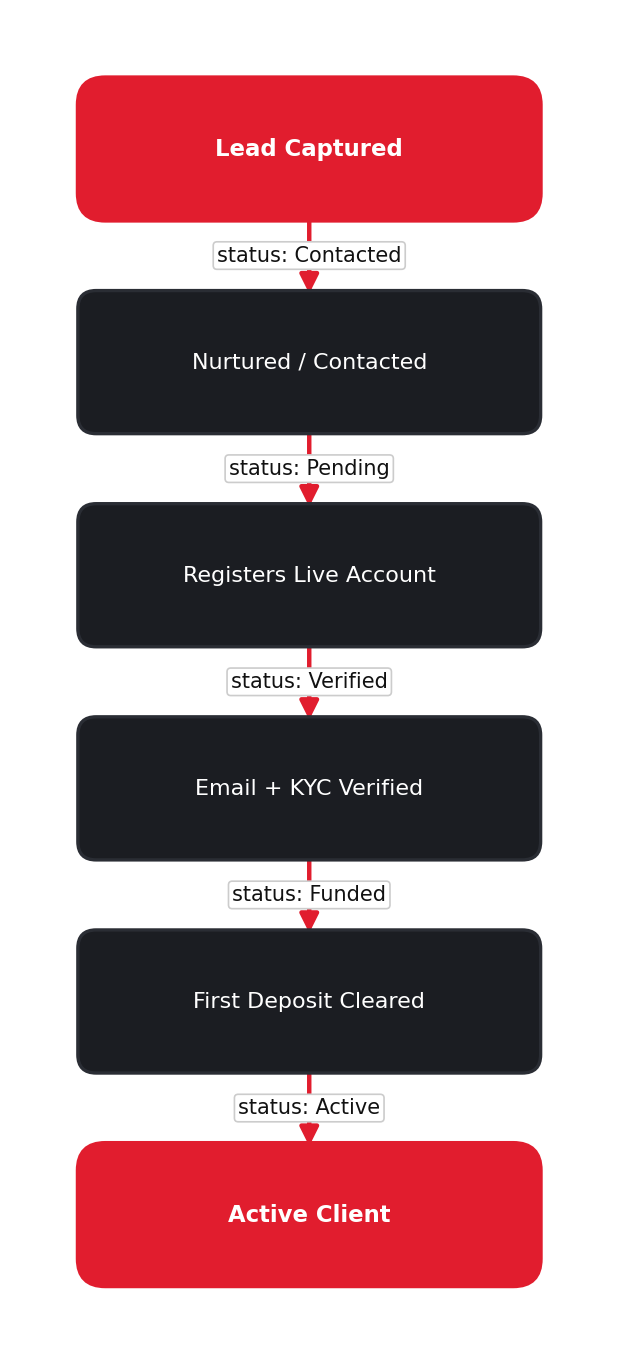 Lead Captured
status: Contacted
Nurtured / Contacted
status: Pending
Registers Live Account
status: Verified
Email + KYC Verified
status: Funded
First Deposit Cleared
status: Active
Active Client